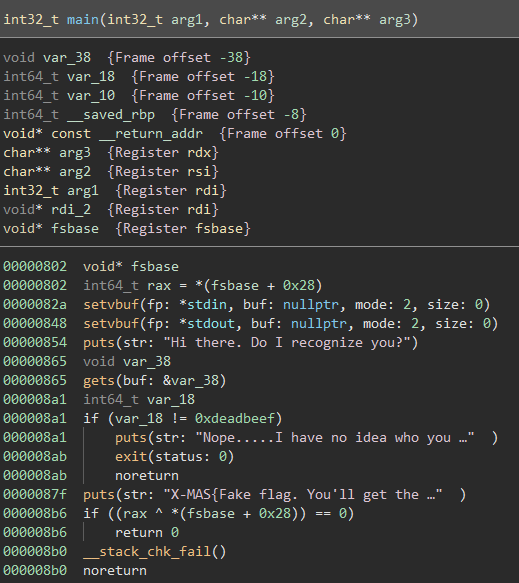 int32_t main(int32_t arg1, char** arg2, char** arg3)
void var_38 {Frame offset -38}
int64_t var_18 {Frame offset -18}
int64_t var_10 {Frame offset -10}
int64_t __saved_rbp {Frame offset -8}
void* const __return_addr {Frame offset 0}
char** arg3 {Register rdx}
char** arg2 {Register rsi}
int32_t arg1 {Register rdi}
void* rdi_2 {Register rdi}
void* fsbase {Register fsbase}
00000802 void* fsbase
00000802 int64_t rax = *(fsbase + 0x28)
0000082a setvbuf(fp: *stdin, buf: nullptr, mode: 2, size: 0)
00000848 setvbuf(fp: *stdout, buf: nullptr, mode: 2, size: 0)
00000854 puts(str: "Hi there. Do I recognize you?")
00000865 void var_38
00000865 gets(buf: &var_38)
000008a1 int64_t var_18
000008a1 if (var_18 != 0xdeadbeef)
000008a1 puts(str: "Nope.....I have no idea who you …" )
000008ab exit(status: 0)
000008ab noreturn
0000087f puts(str: "X-MAS{Fake flag. You'll get the …" )
000008b6 if ((rax ^ *(fsbase + 0x28)) == 0)
000008b6 return 0
000008b0 __stack_chk_fail()
000008b0 noreturn